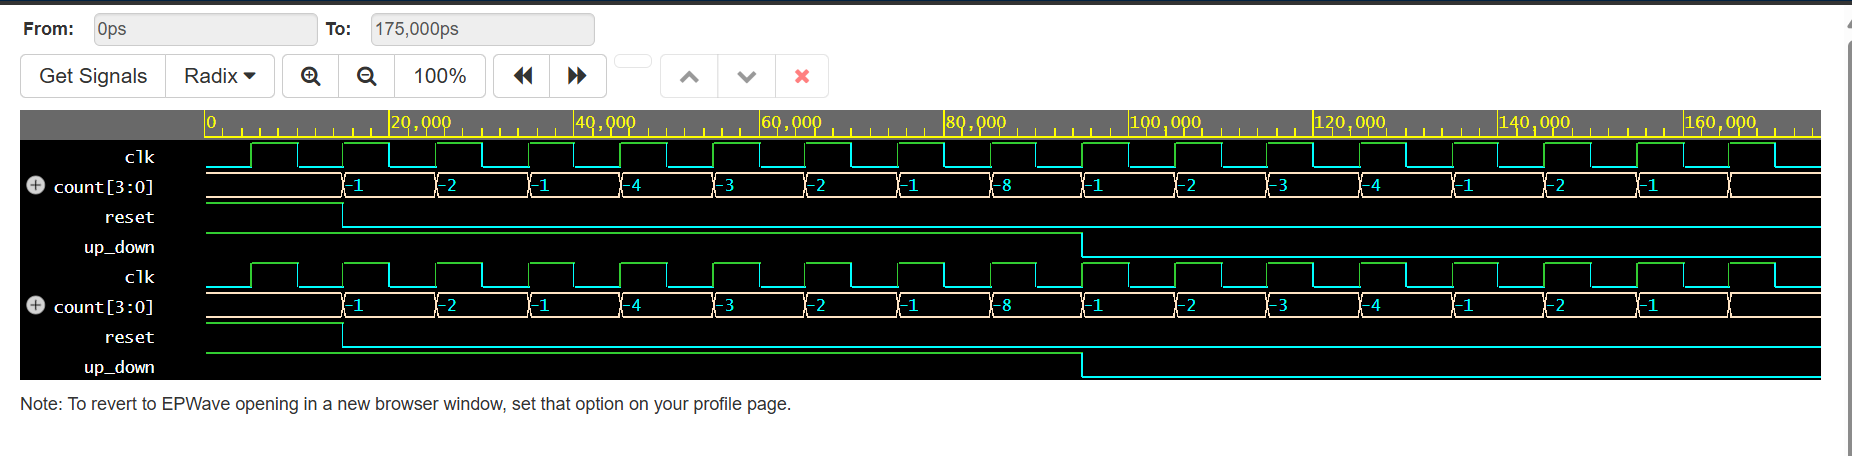 From: 0ps To: 175,000ps
Get Signals Radix 100%
0 20,000 40,000 60,000 80,000 100,000 120,000 140,000 160,000
clk
count[3:0] -1 -2 -1 -4 -3 -2 -1 -8 -1 -2 -3 -4 -1 -2 -1
reset
up_down
clk
count[3:0] -1 -2 -1 -4 -3 -2 -1 -8 -1 -2 -3 -4 -1 -2 -1
reset
up_down
Note: To revert to EPWave opening in a new browser window, set that option on your profile page.